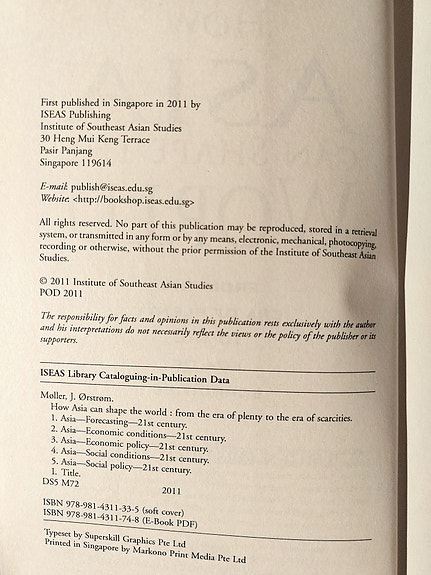 First published in Singapore in 2011 by
ISEAS Publishing
Institute of Southeast Asian Studies
30 Heng Mui Keng Terrace
Pasir Panjang
Singapore 119614
E-mail: publish@iseas.edu.sg
Website: <http://bookshop.iseas.edu.sg>
All rights reserved. No part of this publication may be reproduced, stored in a retrieval
system, or transmitted in any form or by any means, electronic, mechanical, photocopying,
recording or otherwise, without the prior permission of the Institute of Southeast Asian
Studies.
© 2011 Institute of Southeast Asian Studies
POD 2011
The responsibility for facts and opinions in this publication rests exclusively with the author
and his interpretations do not necessarily reflect the views or the policy of the publisher or its
supporters.
ISEAS Library Cataloguing-in-Publication Data
Møller, J. Ørstrøm.
How Asia can shape the world : from the era of plenty to the era of scarcities.
1. Asia—Forecasting—21st century.
2. Asia—Economic conditions—21st century.
3. Asia—Economic policy—21st century.
4. Asia—Social conditions—21st century.
5. Asia—Social policy—21st century.
I. Title.
DS5 M72
2011
ISBN 978-981-4311-33-5 (soft cover)
ISBN 978-981-4311-74-8 (E-Book PDF)
Typeset by Superskill Graphics Pte Ltd
Printed in Singapore by Markono Print Media Pte Ltd